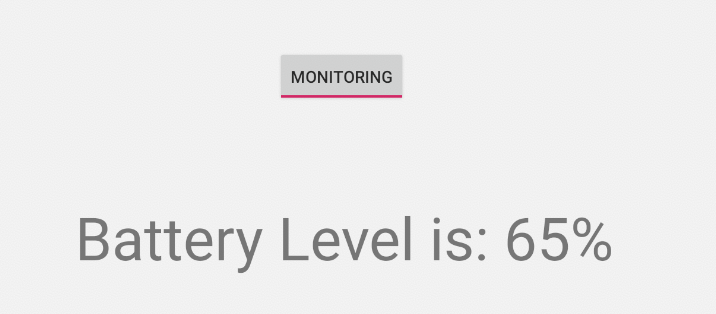 MONITORING
Battery Level is: 65%